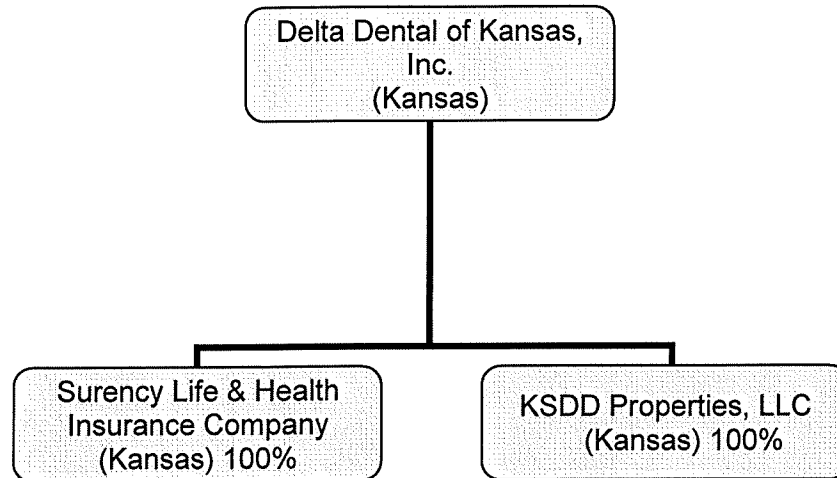 Delta Dental of Kansas,
Inc.
(Kansas)
Surency Life & Health
Insurance Company
(Kansas) 100%
KSDD Properties, LLC
(Kansas) 100%